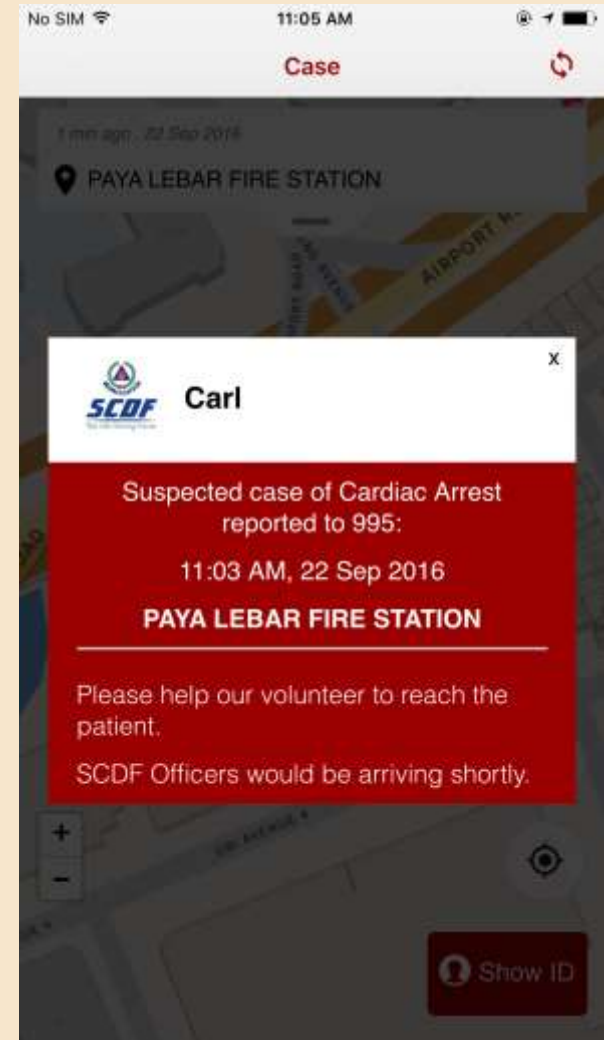 No SIM 11:05 AM
Case
1 min ago , 22 Sep 2016
PAYA LEBAR FIRE STATION
AIRPORT
x
SCDF
Carl
Suspected case of Cardiac Arrest
reported to 995:
11:03 AM, 22 Sep 2016
PAYA LEBAR FIRE STATION
Please help our volunteer to reach the
patient.
SCDF Officers would be arriving shortly.
+
-
Show ID